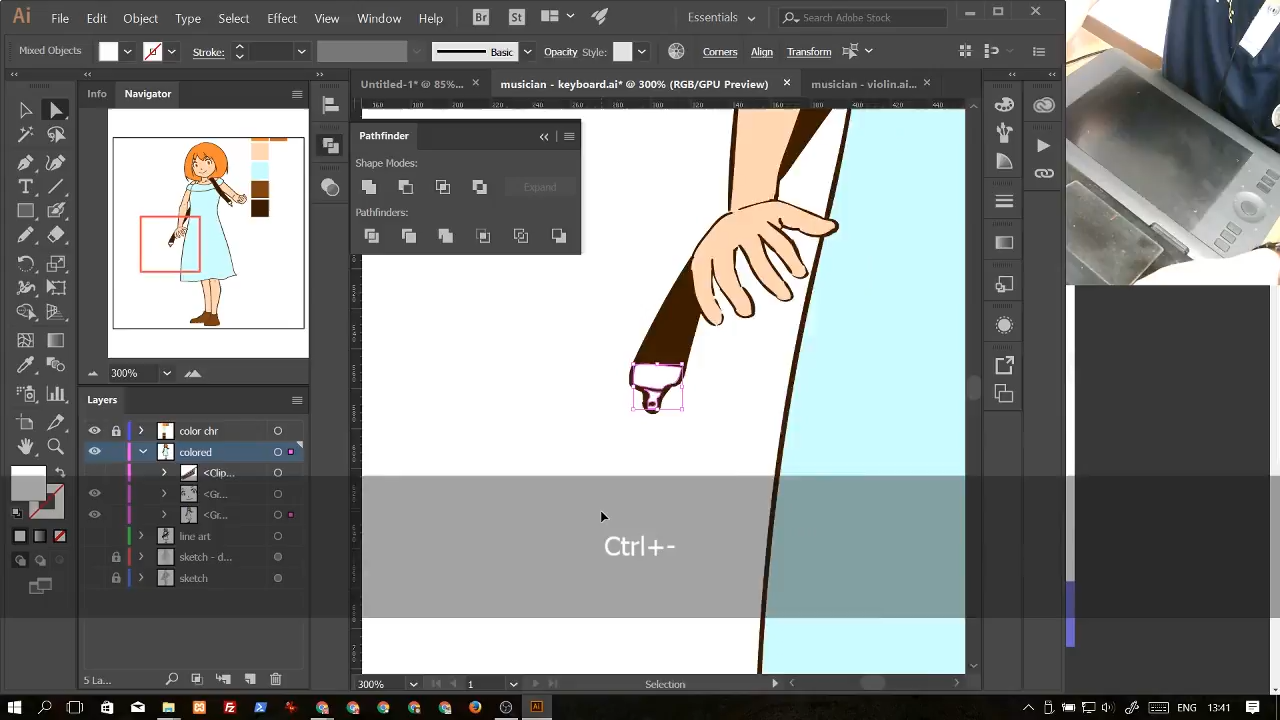 Ai File Edit Object Type Select Effect View Window Help Br St Essentials Search Adobe Stock
Mixed Objects Stroke: Basic Opacity Style: Corners Align Transform
Untitled-1* @ 85%... × musician - keyboard.ai* @ 300% (RGB/GPU Preview) × musician - violin.ai... ×
Info Navigator
Pathfinder
Shape Modes:
Expand
Pathfinders:
300%
Layers
color chr
colored
<Clip...
<Gr...
<Gr...
line art
sketch - d...
sketch
Ctrl+-
5 La...
300% 1 Selection
ENG 13:41